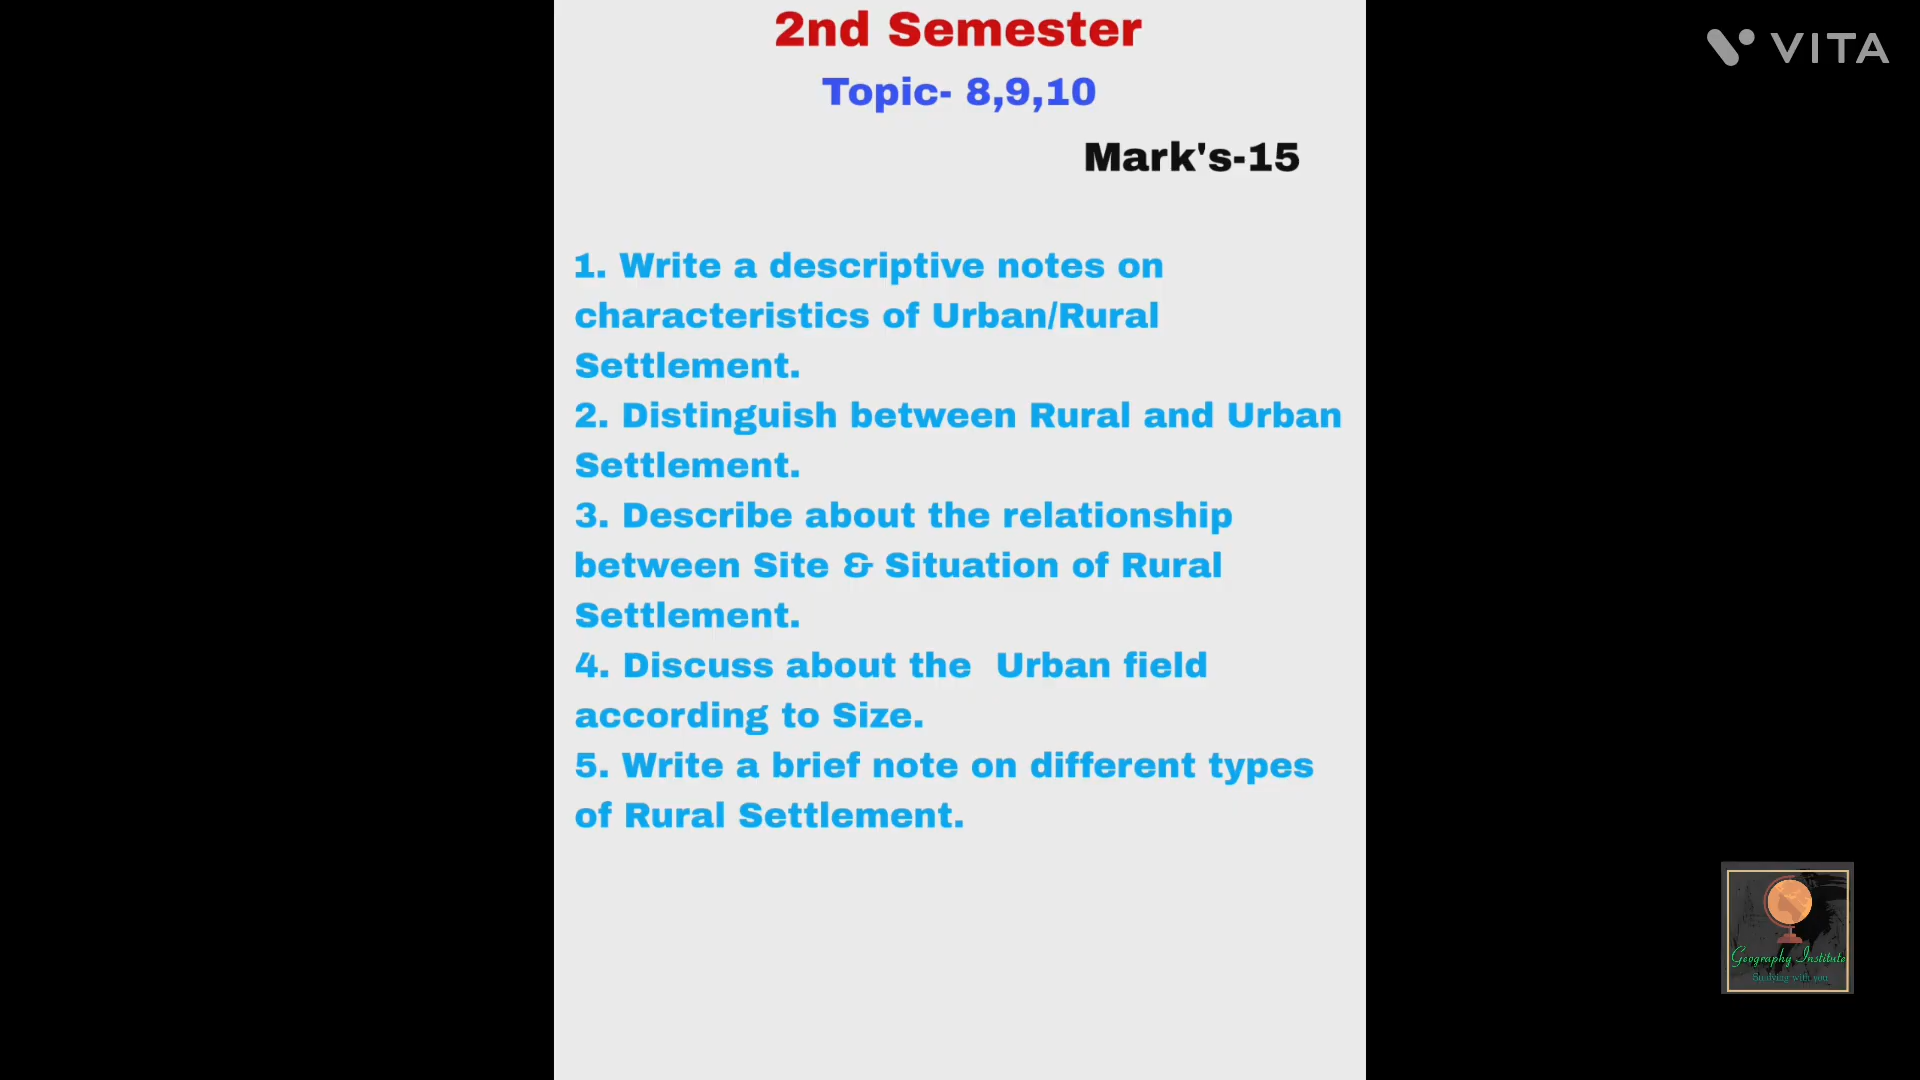 2nd Semester
Topic- 8,9,10
Mark's-15
1. Write a descriptive notes on
characteristics of Urban/Rural
Settlement.
2. Distinguish between Rural and Urban
Settlement.
3. Describe about the relationship
between Site & Situation of Rural
Settlement.
4. Discuss about the  Urban field
according to Size.
5. Write a brief note on different types
of Rural Settlement.
VITA
Geography Institute
Studying with you